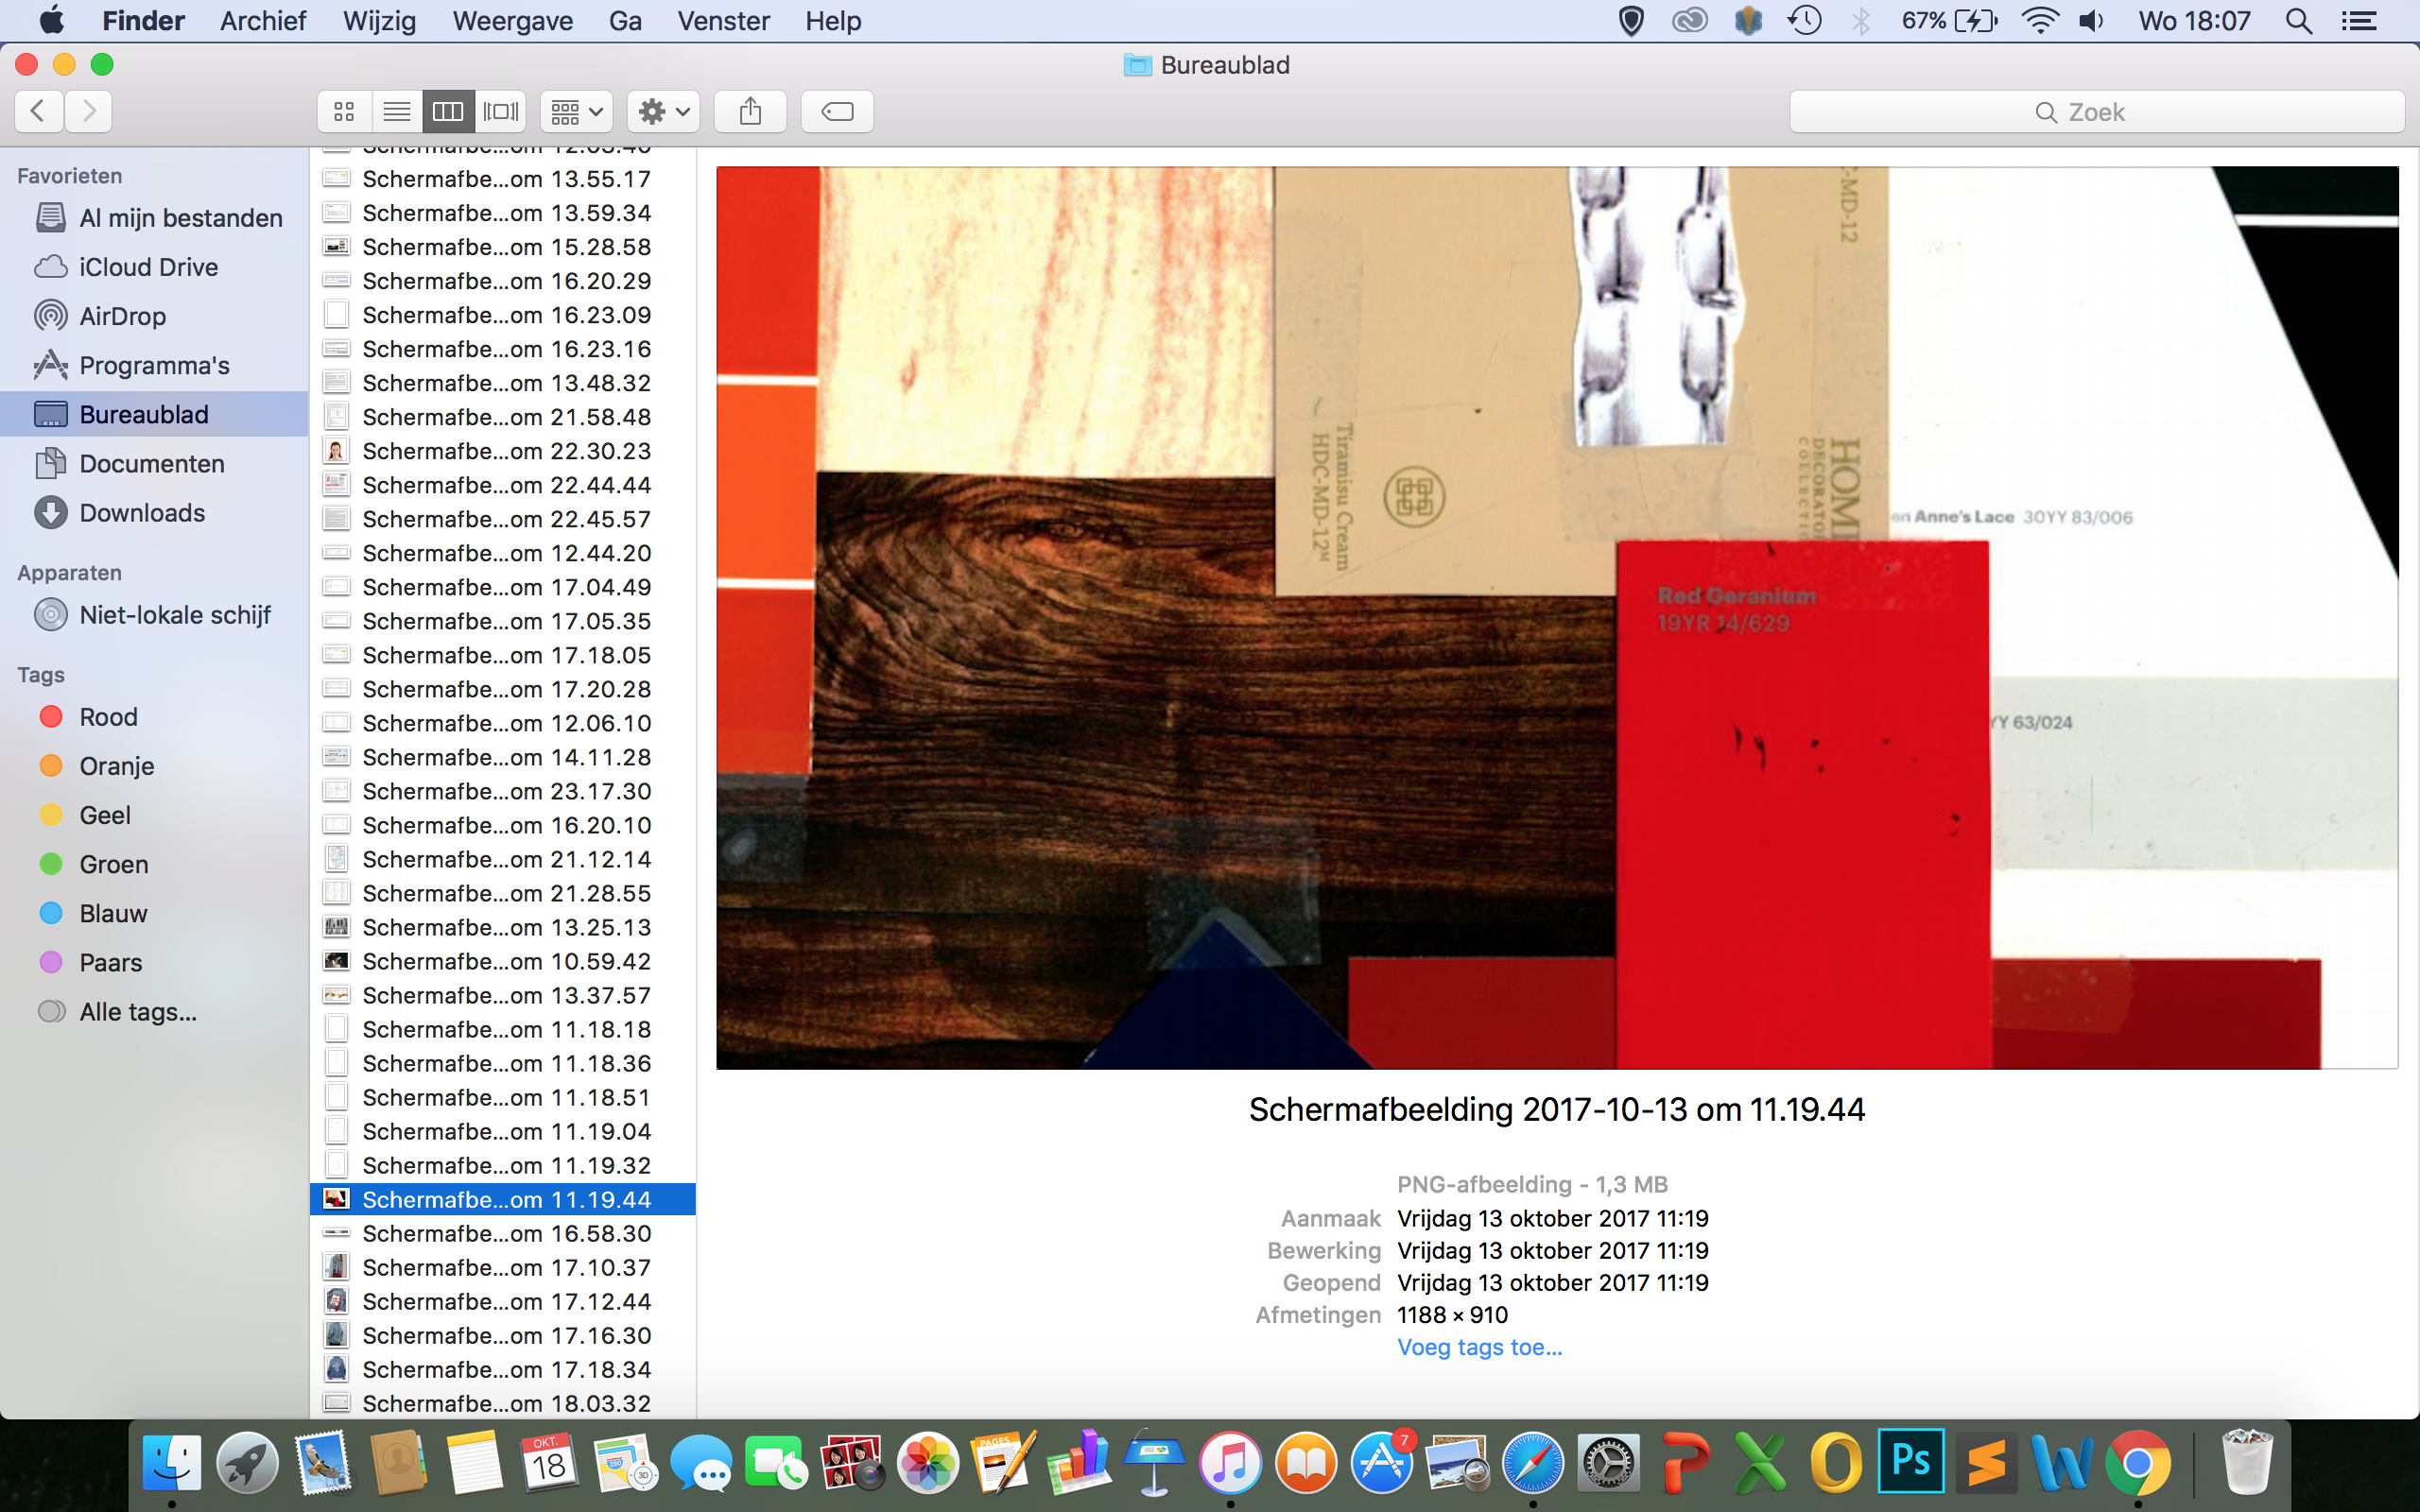 Finder Archief Wijzig Weergave Ga Venster Help 67% Wo 18:07
Bureaublad
Zoek
Favorieten
Al mijn bestanden
iCloud Drive
AirDrop
Programma's
Bureaublad
Documenten
Downloads
Apparaten
Niet-lokale schijf
Tags
Rood
Oranje
Geel
Groen
Blauw
Paars
Alle tags...
Schermafbe...om 12.03.40
Schermafbe...om 13.55.17
Schermafbe...om 13.59.34
Schermafbe...om 15.28.58
Schermafbe...om 16.20.29
Schermafbe...om 16.23.09
Schermafbe...om 16.23.16
Schermafbe...om 13.48.32
Schermafbe...om 21.58.48
Schermafbe...om 22.30.23
Schermafbe...om 22.44.44
Schermafbe...om 22.45.57
Schermafbe...om 12.44.20
Schermafbe...om 17.04.49
Schermafbe...om 17.05.35
Schermafbe...om 17.18.05
Schermafbe...om 17.20.28
Schermafbe...om 12.06.10
Schermafbe...om 14.11.28
Schermafbe...om 23.17.30
Schermafbe...om 16.20.10
Schermafbe...om 21.12.14
Schermafbe...om 21.28.55
Schermafbe...om 13.25.13
Schermafbe...om 10.59.42
Schermafbe...om 13.37.57
Schermafbe...om 11.18.18
Schermafbe...om 11.18.36
Schermafbe...om 11.18.51
Schermafbe...om 11.19.04
Schermafbe...om 11.19.32
Schermafbe...om 11.19.44
Schermafbe...om 16.58.30
Schermafbe...om 17.10.37
Schermafbe...om 17.12.44
Schermafbe...om 17.16.30
Schermafbe...om 17.18.34
Schermafbe...om 18.03.32
-MD-12
Tiramisu Cream
HDC-MD-12
HOME
DECORATOR
COLLECTIO
en Anne's Lace 30YY 83/006
Red Geranium
19YR 14/629
YY 63/024
Schermafbeelding 2017-10-13 om 11.19.44
PNG-afbeelding - 1,3 MB
Aanmaak Vrijdag 13 oktober 2017 11:19
Bewerking Vrijdag 13 oktober 2017 11:19
Geopend Vrijdag 13 oktober 2017 11:19
Afmetingen 1188 × 910
Voeg tags toe...
OKT.
18
280
3D
PAGES
7
Ps